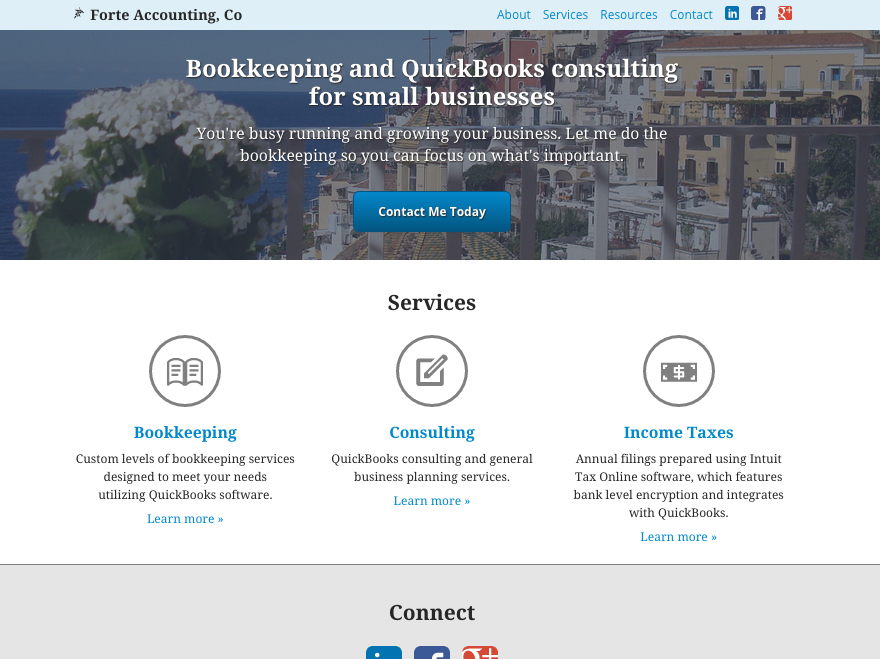 Forte Accounting, Co
About Services Resources Contact
Bookkeeping and QuickBooks consulting
for small businesses
You're busy running and growing your business. Let me do the
bookkeeping so you can focus on what's important.
Contact Me Today
Services
Bookkeeping
Custom levels of bookkeeping services
designed to meet your needs
utilizing QuickBooks software.
Learn more »
Consulting
QuickBooks consulting and general
business planning services.
Learn more »
Income Taxes
Annual filings prepared using Intuit
Tax Online software, which features
bank level encryption and integrates
with QuickBooks.
Learn more »
Connect